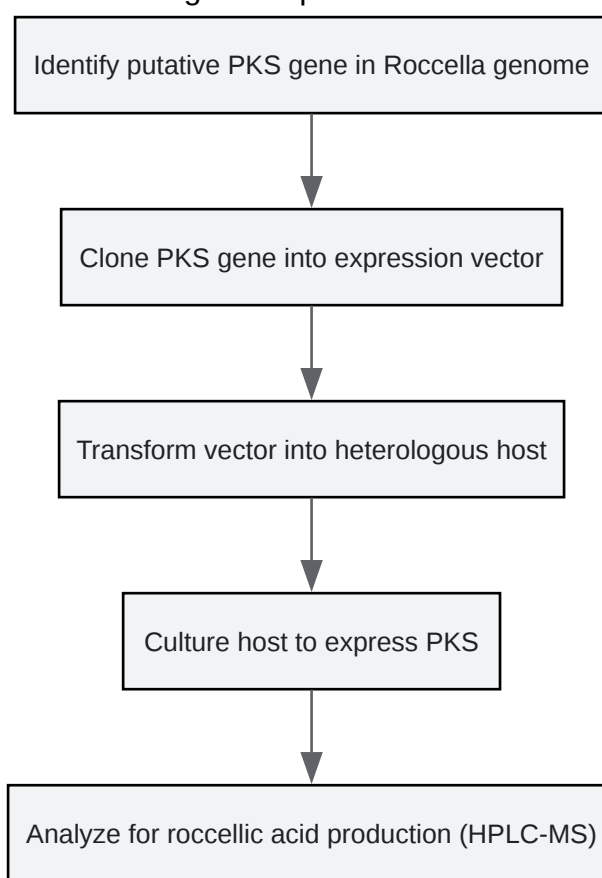 Identify putative PKS gene in Roccella genome
Clone PKS gene into expression vector
Transform vector into heterologous host
Culture host to express PKS
Analyze for roccellic acid production (HPLC-MS)